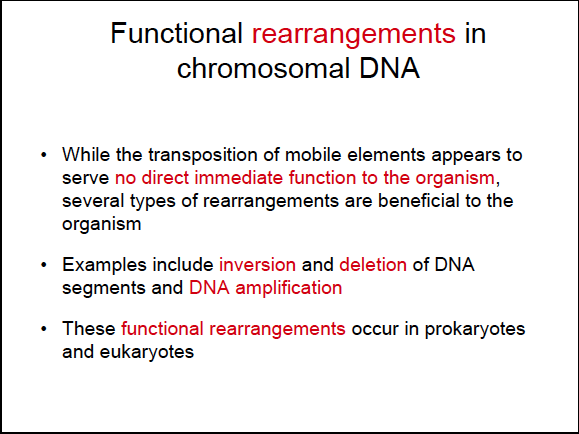 Functional rearrangements in
chromosomal DNA
• While the transposition of mobile elements appears to
serve no direct immediate function to the organism,
several types of rearrangements are beneficial to the
organism
• Examples include inversion and deletion of DNA
segments and DNA amplification
• These functional rearrangements occur in prokaryotes
and eukaryotes